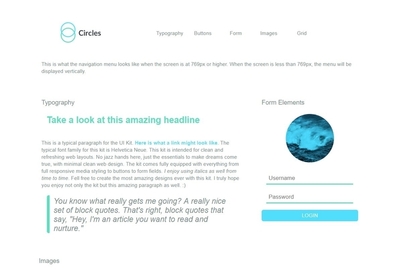 Circles
Typography Buttons Form Images Grid
This is what the navigation menu looks like when the screen is at 769px or higher. When the screen is less than 769px, the menu will be
displayed vertically.
Typography
Take a look at this amazing headline
This is a typical paragraph for the UI Kit. Here is what a link might look like. The
typical font family for this kit is Helvetica Neue. This kit is intended for clean and
refreshing web layouts. No jazz hands here, just the essentials to make dreams come
true, with minimal clean web design. The kit comes fully equipped with everything from
full responsive media styling to buttons to form fields. I enjoy using italics as well from
time to time. Feel free to create the most amazing designs ever with this kit. I truly hope
you enjoy not only the kit but this amazing paragraph as well. :)
You know what really gets me going? A really nice
set of block quotes. That's right, block quotes that
say, "Hey, I'm an article you want to read and
nurture."
Form Elements
Username
Password
LOGIN
Images